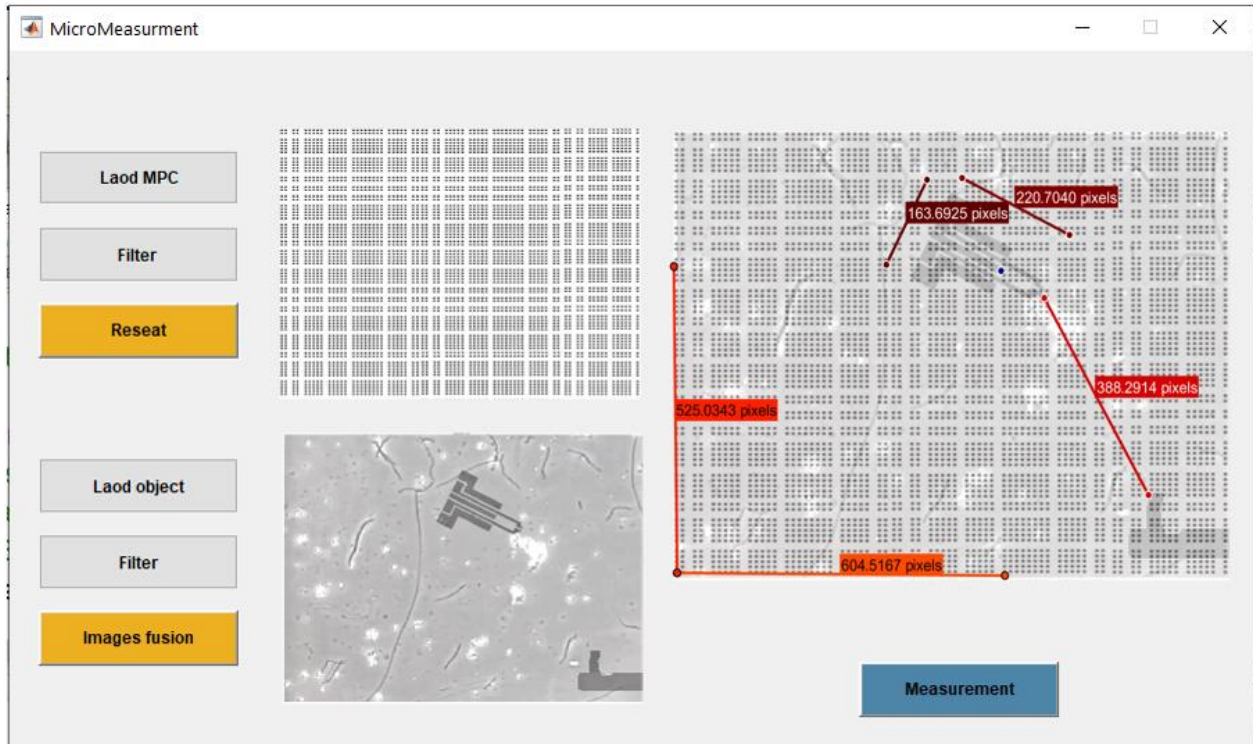 MicroMeasurment
Laod MPC
Filter
Reseat
Laod object
Filter
Images fusion
220.7040 pixels
163.6925 pixels
388.2914 pixels
525.0343 pixels
604.5167 pixels
Measurement